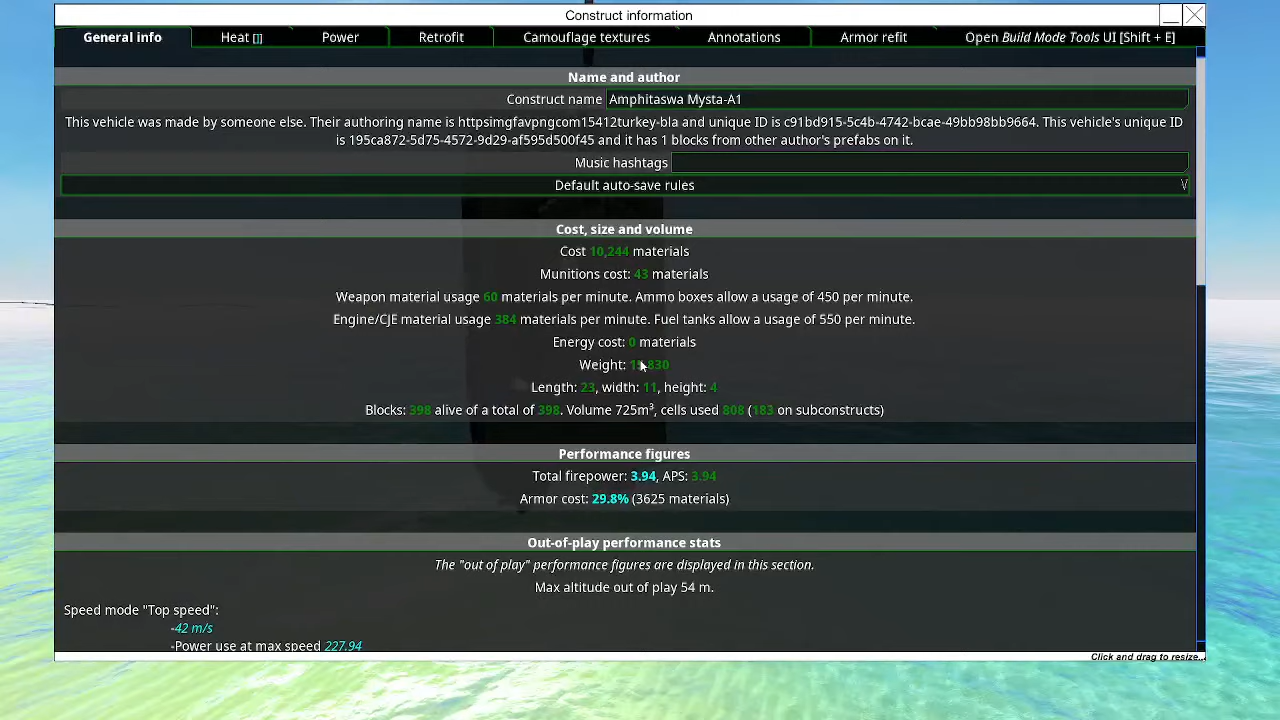 Construct information
General info
Heat []
Power
Retrofit
Camouflage textures
Annotations
Armor refit
Open Build Mode Tools UI [Shift + E]
Name and author
Construct name Amphitaswa Mysta-A1
This vehicle was made by someone else. Their authoring name is httpsimgfavpngcom15412turkey-bla and unique ID is c91bd915-5c4b-4742-bcae-49bb98bb9664. This vehicle's unique ID
is 195ca872-5d75-4572-9d29-af595d500f45 and it has 1 blocks from other author's prefabs on it.
Music hashtags
Default auto-save rules
Cost, size and volume
Cost 10,244 materials
Munitions cost: 43 materials
Weapon material usage 60 materials per minute. Ammo boxes allow a usage of 450 per minute.
Engine/CJE material usage 384 materials per minute. Fuel tanks allow a usage of 550 per minute.
Energy cost: 0 materials
Weight:
Length: 23, width: 11, height: 4
Blocks: 398 alive of a total of 398. Volume 725m³, cells used 808 (183 on subconstructs)
Performance figures
Total firepower: 3.94, APS: 3.94
Armor cost: 29.8% (3625 materials)
Out-of-play performance stats
The "out of play" performance figures are displayed in this section.
Max altitude out of play 54 m.
Speed mode "Top speed":
-42 m/s
-Power use at max speed 227.94
Click and drag to resize